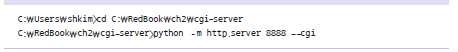 C:₩Users₩shkim>cd C:₩RedBook₩ch2₩cgi-server
C:₩RedBook₩ch2₩cgi-server>python -m http.server 8888 --cgi